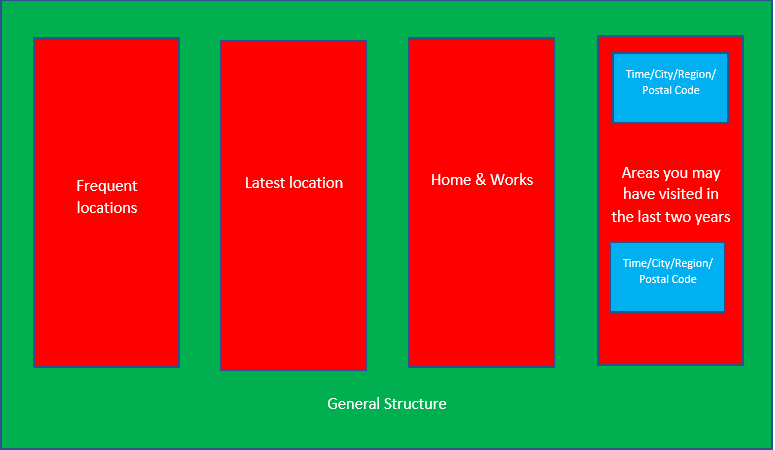 Frequent
locations
Latest location
Home & Works
Time/City/Region/
Postal Code
Areas you may
have visited in
the last two years
Time/City/Region/
Postal Code
General Structure